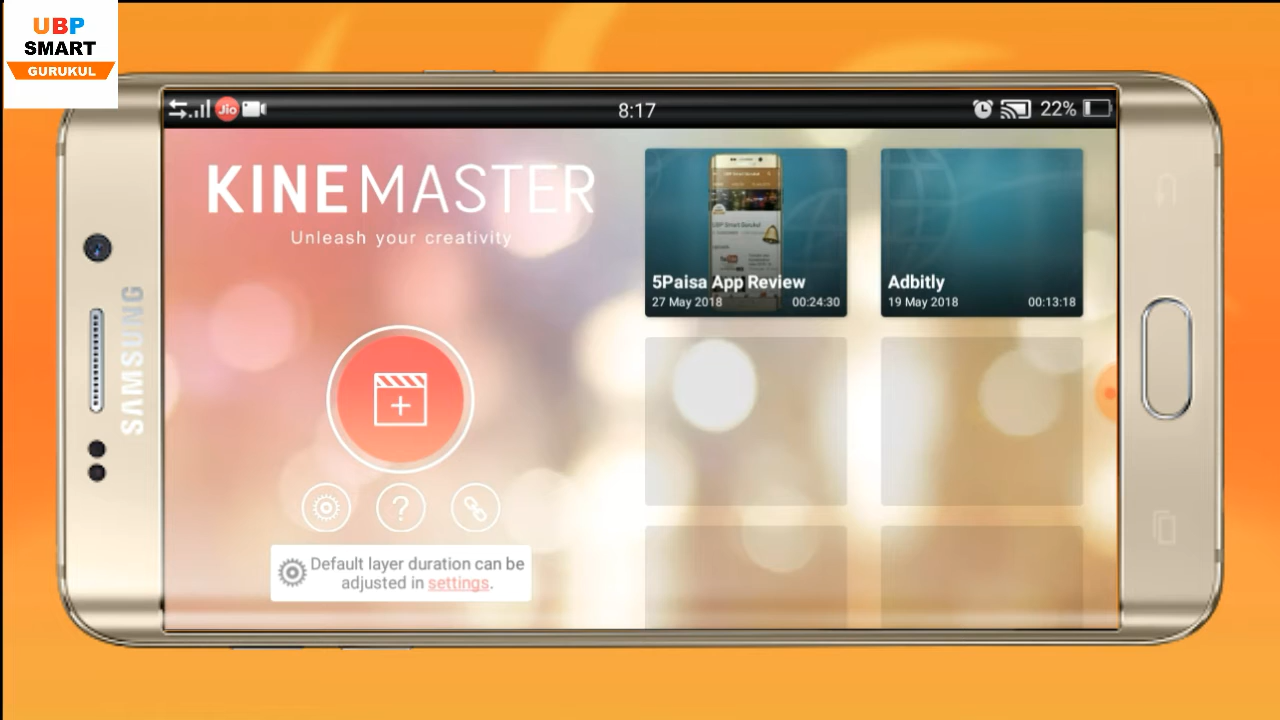 UBP
SMART
GURUKUL
Jio
8:17
22%
SAMSUNG
KINEMASTER
Unleash your creativity
5Paisa App Review
27 May 2018 00:24:30
Adbitly
19 May 2018 00:13:18
?
Default layer duration can be
adjusted in settings.